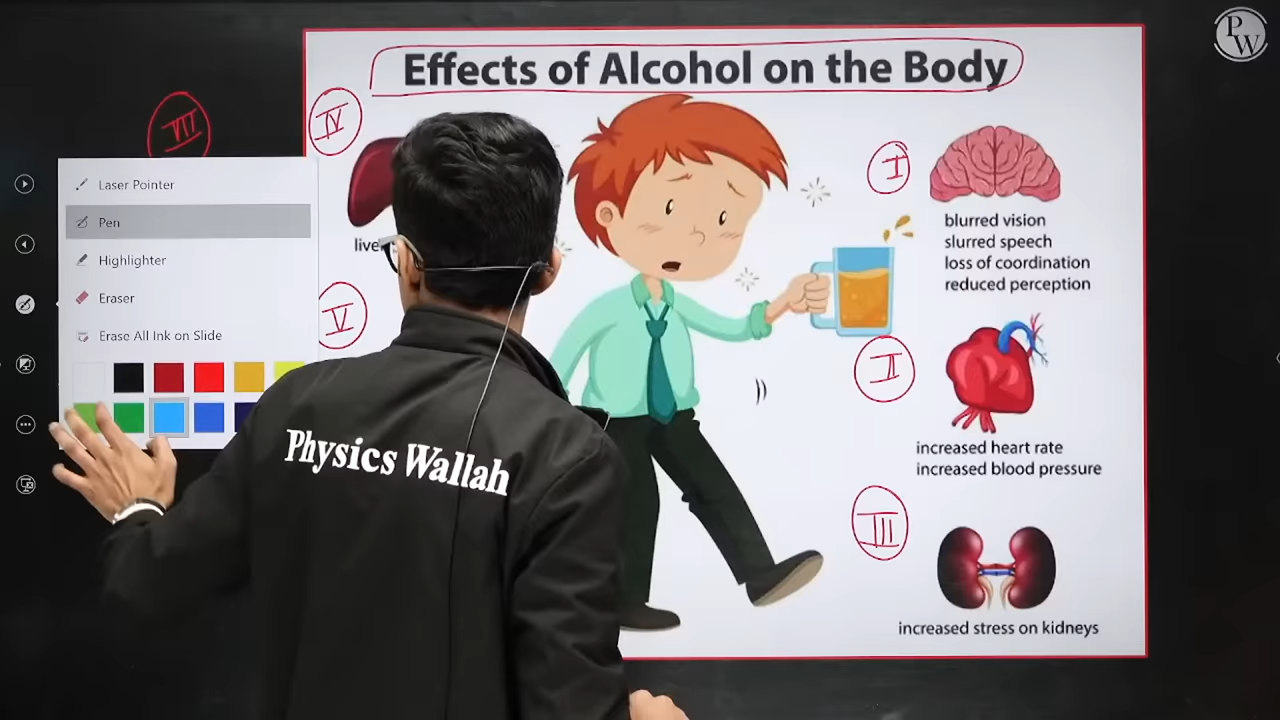 PW
Effects of Alcohol on the Body
VII
IV
I
Laser Pointer
Pen
Highlighter
Eraser
Erase All Ink on Slide
V
blurred vision
slurred speech
loss of coordination
reduced perception
II
increased heart rate
increased blood pressure
Physics Wallah
III
increased stress on kidneys